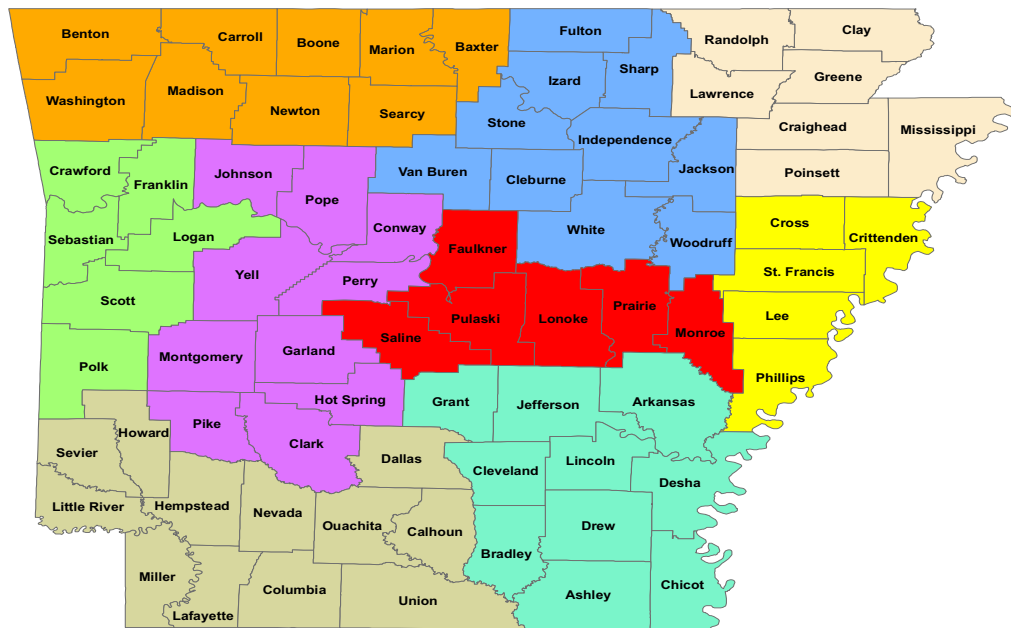 Benton
Carroll
Boone
Marion
Baxter
Fulton
Randolph
Clay
Washington
Madison
Newton
Searcy
Izard
Sharp
Lawrence
Greene
Stone
Independence
Craighead
Mississippi
Crawford
Franklin
Johnson
Pope
Van Buren
Cleburne
Jackson
Poinsett
Sebastian
Logan
Conway
Faulkner
White
Woodruff
Cross
Crittenden
Scott
Yell
Perry
St. Francis
Saline
Pulaski
Lonoke
Prairie
Monroe
Lee
Polk
Montgomery
Garland
Phillips
Hot Spring
Grant
Jefferson
Arkansas
Howard
Pike
Clark
Sevier
Dallas
Cleveland
Lincoln
Desha
Little River
Hempstead
Nevada
Ouachita
Calhoun
Drew
Bradley
Miller
Lafayette
Columbia
Union
Ashley
Chicot